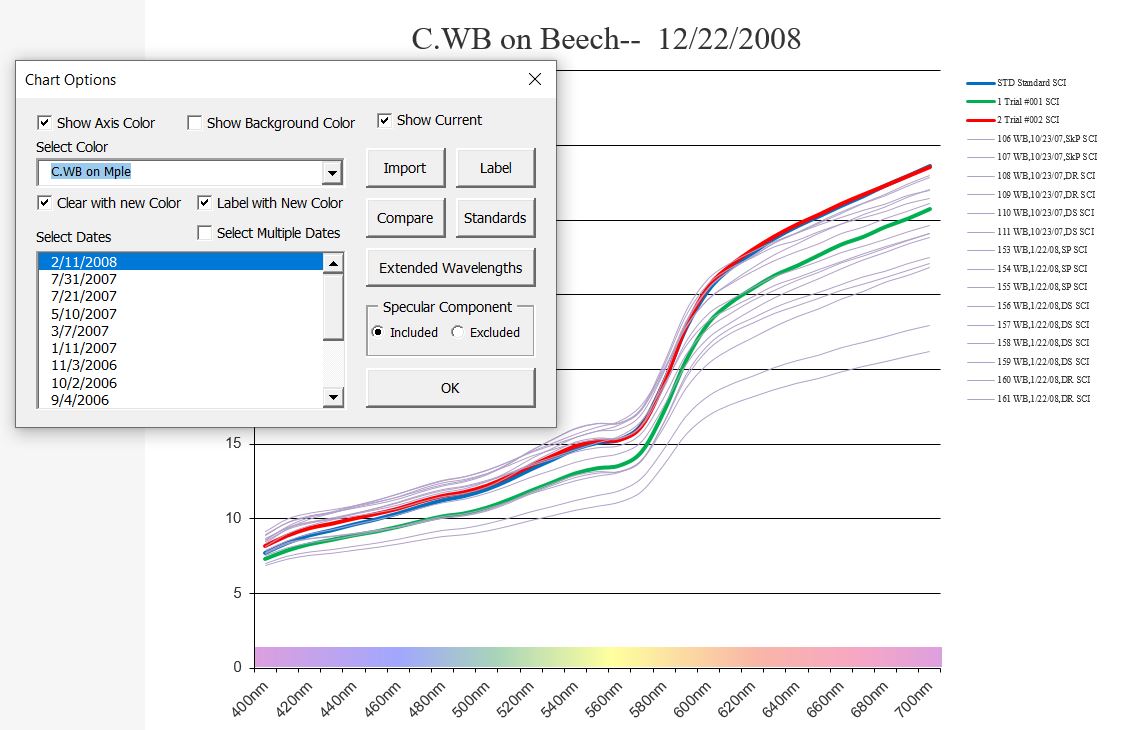 C.WB on Beech-- 12/22/2008
Chart Options
Show Axis Color
Show Background Color
Show Current
Select Color
C.WB on Mple
Import
Label
Clear with new Color
Label with New Color
Compare
Standards
Select Dates
Select Multiple Dates
2/11/2008
7/31/2007
7/21/2007
5/10/2007
3/7/2007
1/11/2007
11/3/2006
10/2/2006
9/4/2006
Extended Wavelengths
Specular Component
Included
Excluded
OK
STD Standard SCI
1 Trial #001 SCI
2 Trial #002 SCI
106 WB,10/23/07,SkP SCI
107 WB,10/23/07,SkP SCI
108 WB,10/23/07,DR SCI
109 WB,10/23/07,DR SCI
110 WB,10/23/07,DS SCI
111 WB,10/23/07,DS SCI
153 WB,1/22/08,SP SCI
154 WB,1/22/08,SP SCI
155 WB,1/22/08,SP SCI
156 WB,1/22/08,DS SCI
157 WB,1/22/08,DS SCI
158 WB,1/22/08,DS SCI
159 WB,1/22/08,DS SCI
160 WB,1/22/08,DR SCI
161 WB,1/22/08,DR SCI
15
10
5
0
400nm
420nm
440nm
460nm
480nm
500nm
520nm
540nm
560nm
580nm
600nm
620nm
640nm
660nm
680nm
700nm